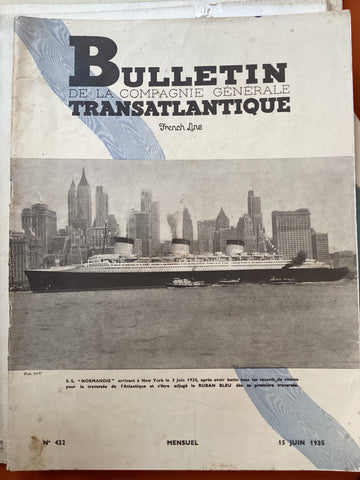 BULLETIN
DE LA COMPAGNIE GÉNÉRALE
TRANSATLANTIQUE
French Line
Phot. NYT
S. S. "NORMANDIE" arrivant à New York le 3 juin 1935, après avoir battu tous les records de vitesse
pour la traversée de l'Atlantique et s'être adjugé le RUBAN BLEU dès sa première traversée.
N° 422
MENSUEL
15 JUIN 1935